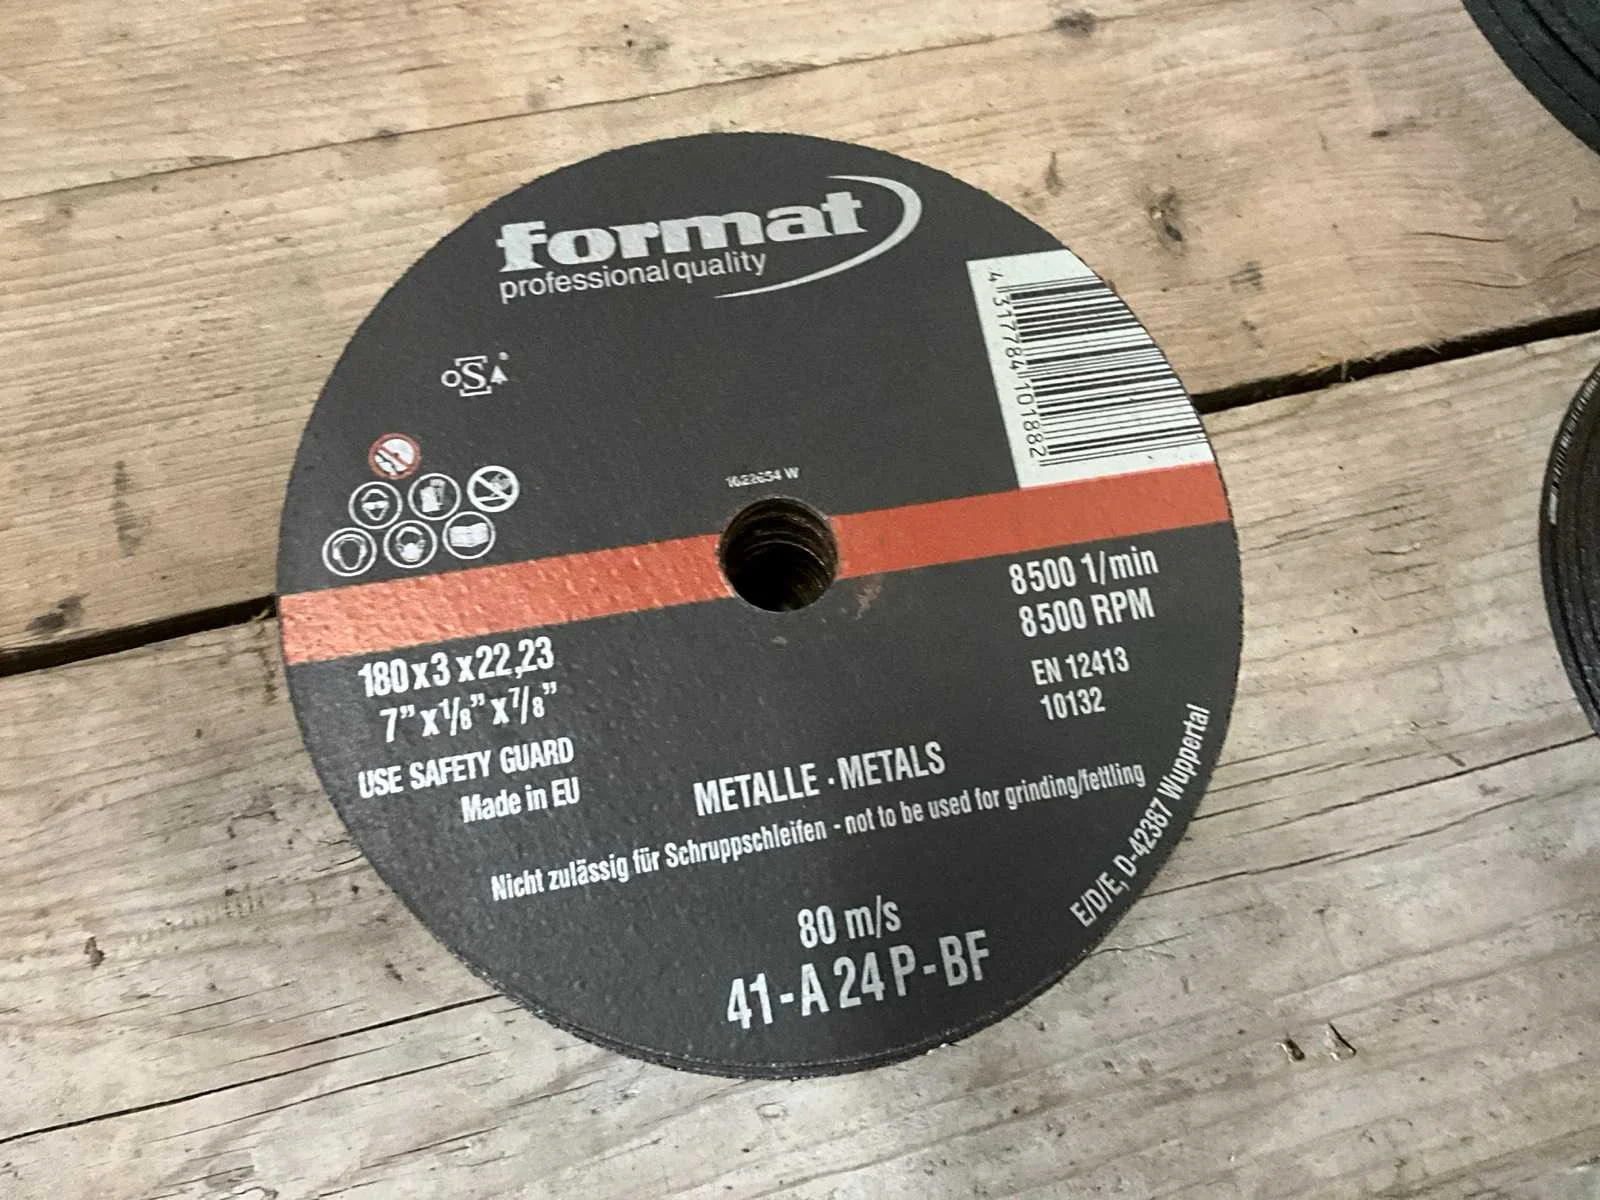 format
professional quality
oSA®
4 317784 101882
8500 1/min
8500 RPM
EN 12413
10132
180 x 3 x 22,23
7" x 1/8" x 7/8"
USE SAFETY GUARD
Made in EU
METALLE · METALS
Nicht zulässig für Schruppschleifen - not to be used for grinding/fettling
80 m/s
41 - A 24 P - BF
E/D/E, D-42387 Wuppertal